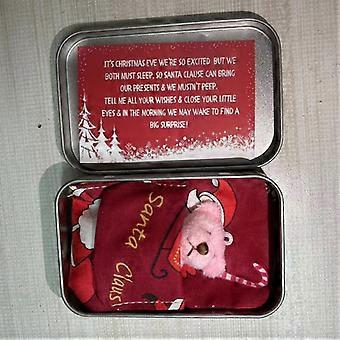 IT'S CHRISTMAS EVE WE'RE SO EXCITED BUT WE
BOTH MUST SLEEP, SO SANTA CLAUSE CAN BRING
OUR PRESENTS & WE MUSTN'T PEEP.
TELL ME ALL YOUR WISHES & CLOSE YOUR LITTLE
EYES & IN THE MORNING WE MAY WAKE TO FIND A
BIG SURPRISE!
Santa
Claus